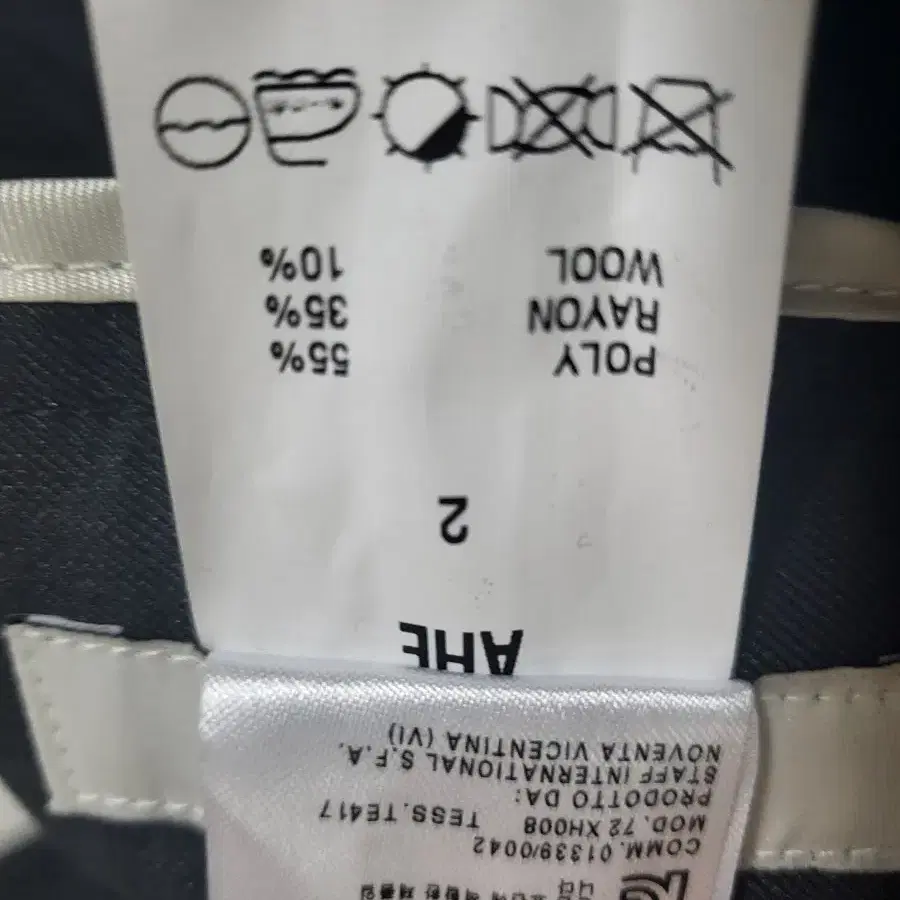 COMM.01339/0042
MOD.72 XH008 TESS.TE417
PRODOTTO DA:
STAFF INTERNATIONAL S.F.A.
NOVENTA VICENTINA (VI)
AHE
2
POLY 55%
RAYON 35%
WOOL 10%